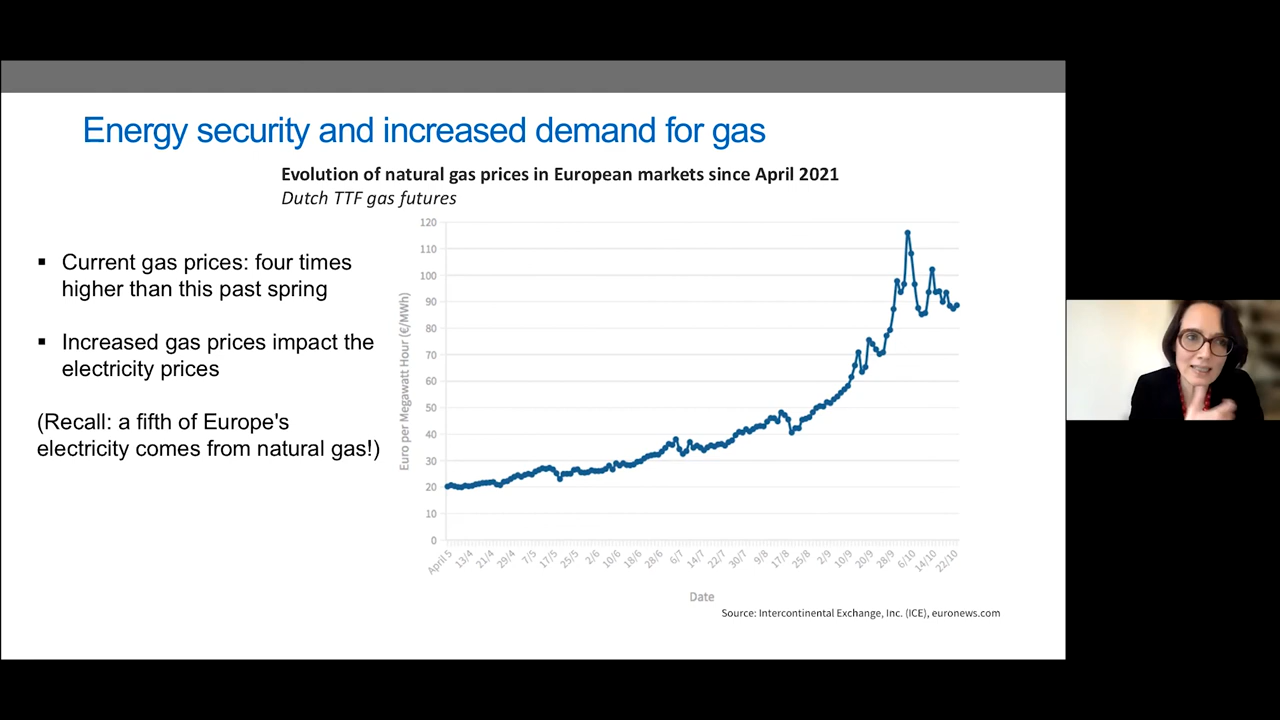 Energy security and increased demand for gas
Evolution of natural gas prices in European markets since April 2021
Dutch TTF gas futures
▪ Current gas prices: four times
higher than this past spring
▪ Increased gas prices impact the
electricity prices
(Recall: a fifth of Europe's
electricity comes from natural gas!)
Euro per Megawatt Hour (€/MWh)
120
110
100
90
80
70
60
50
40
30
20
10
0
April 5
13/4
21/4
29/4
7/5
17/5
25/5
2/6
10/6
18/6
28/6
6/7
14/7
22/7
30/7
9/8
17/8
25/8
2/9
10/9
20/9
28/9
6/10
14/10
22/10
Date
Source: Intercontinental Exchange, Inc. (ICE), euronews.com